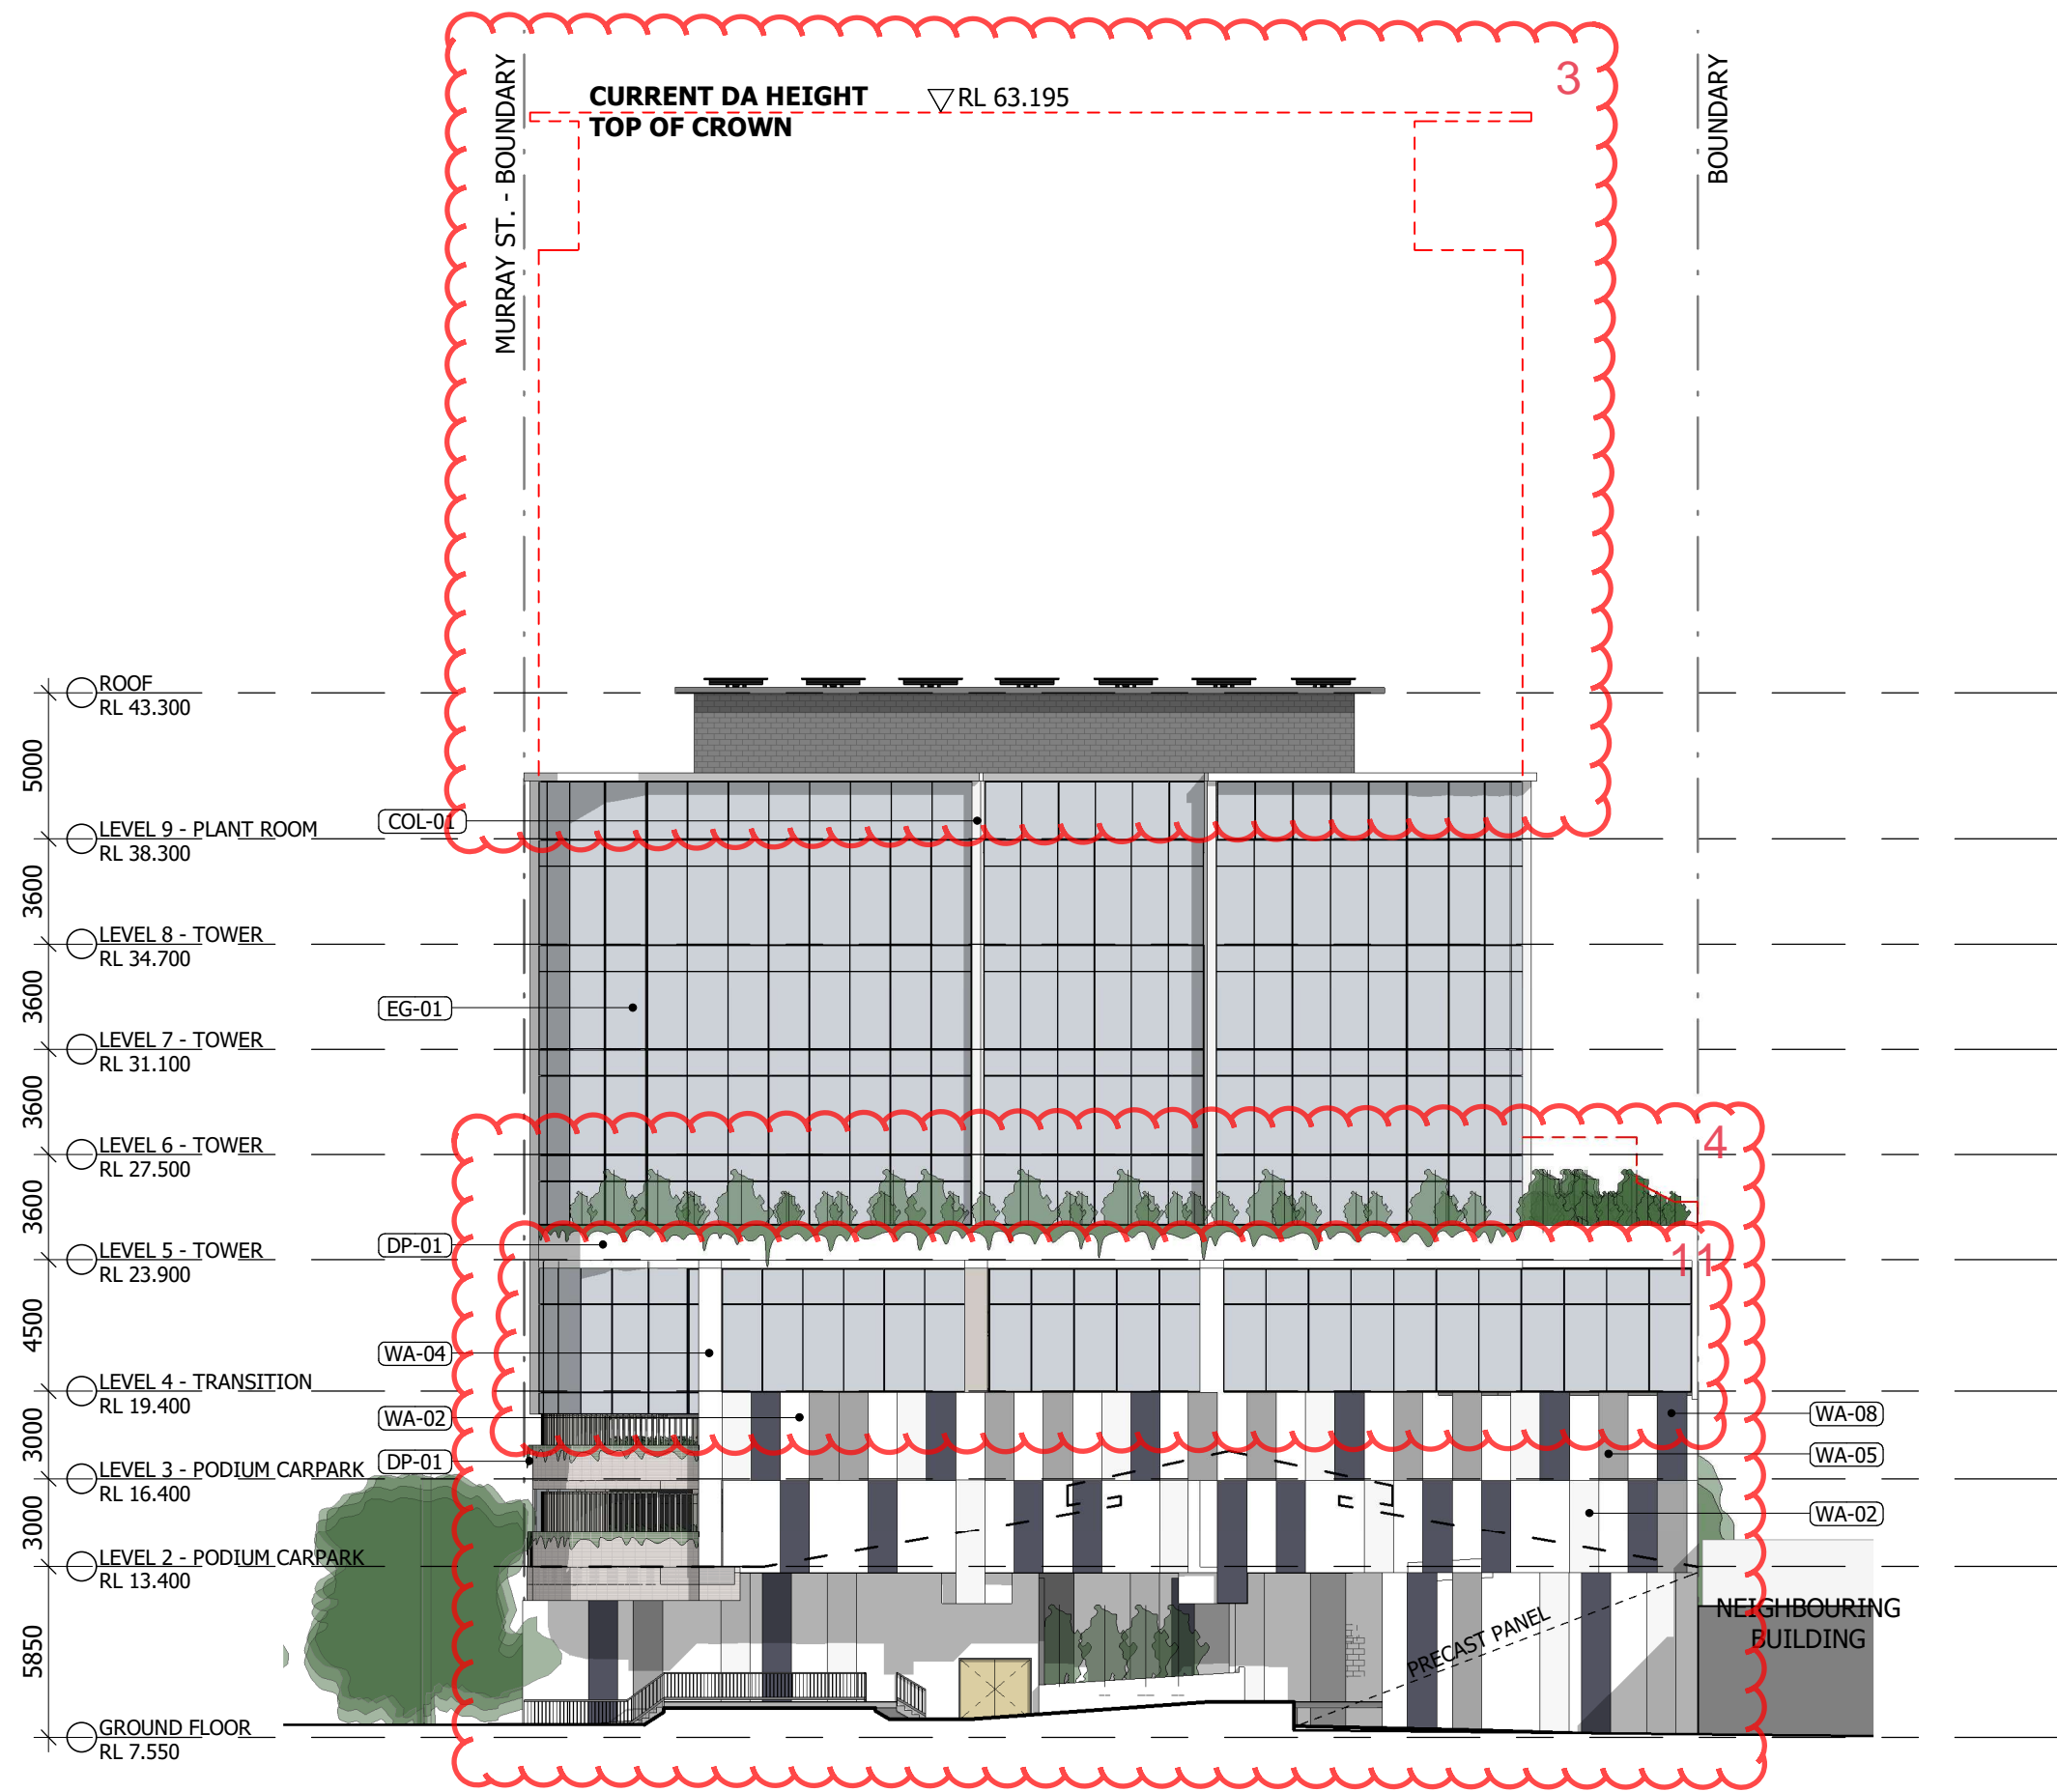 3
CURRENT DA HEIGHT
TOP OF CROWN
RL 63.195
MURRAY ST. - BOUNDARY
BOUNDARY
ROOF
RL 43.300
5000
COL-01
LEVEL 9 - PLANT ROOM
RL 38.300
3600
LEVEL 8 - TOWER
RL 34.700
3600
EG-01
LEVEL 7 - TOWER
RL 31.100
3600
4
LEVEL 6 - TOWER
RL 27.500
3600
DP-01
11
LEVEL 5 - TOWER
RL 23.900
4500
WA-04
LEVEL 4 - TRANSITION
RL 19.400
WA-02
WA-08
3000
DP-01
WA-05
LEVEL 3 - PODIUM CARPARK
RL 16.400
WA-02
3000
LEVEL 2 - PODIUM CARPARK
RL 13.400
5850
PRECAST PANEL
NEIGHBOURING
BUILDING
GROUND FLOOR
RL 7.550